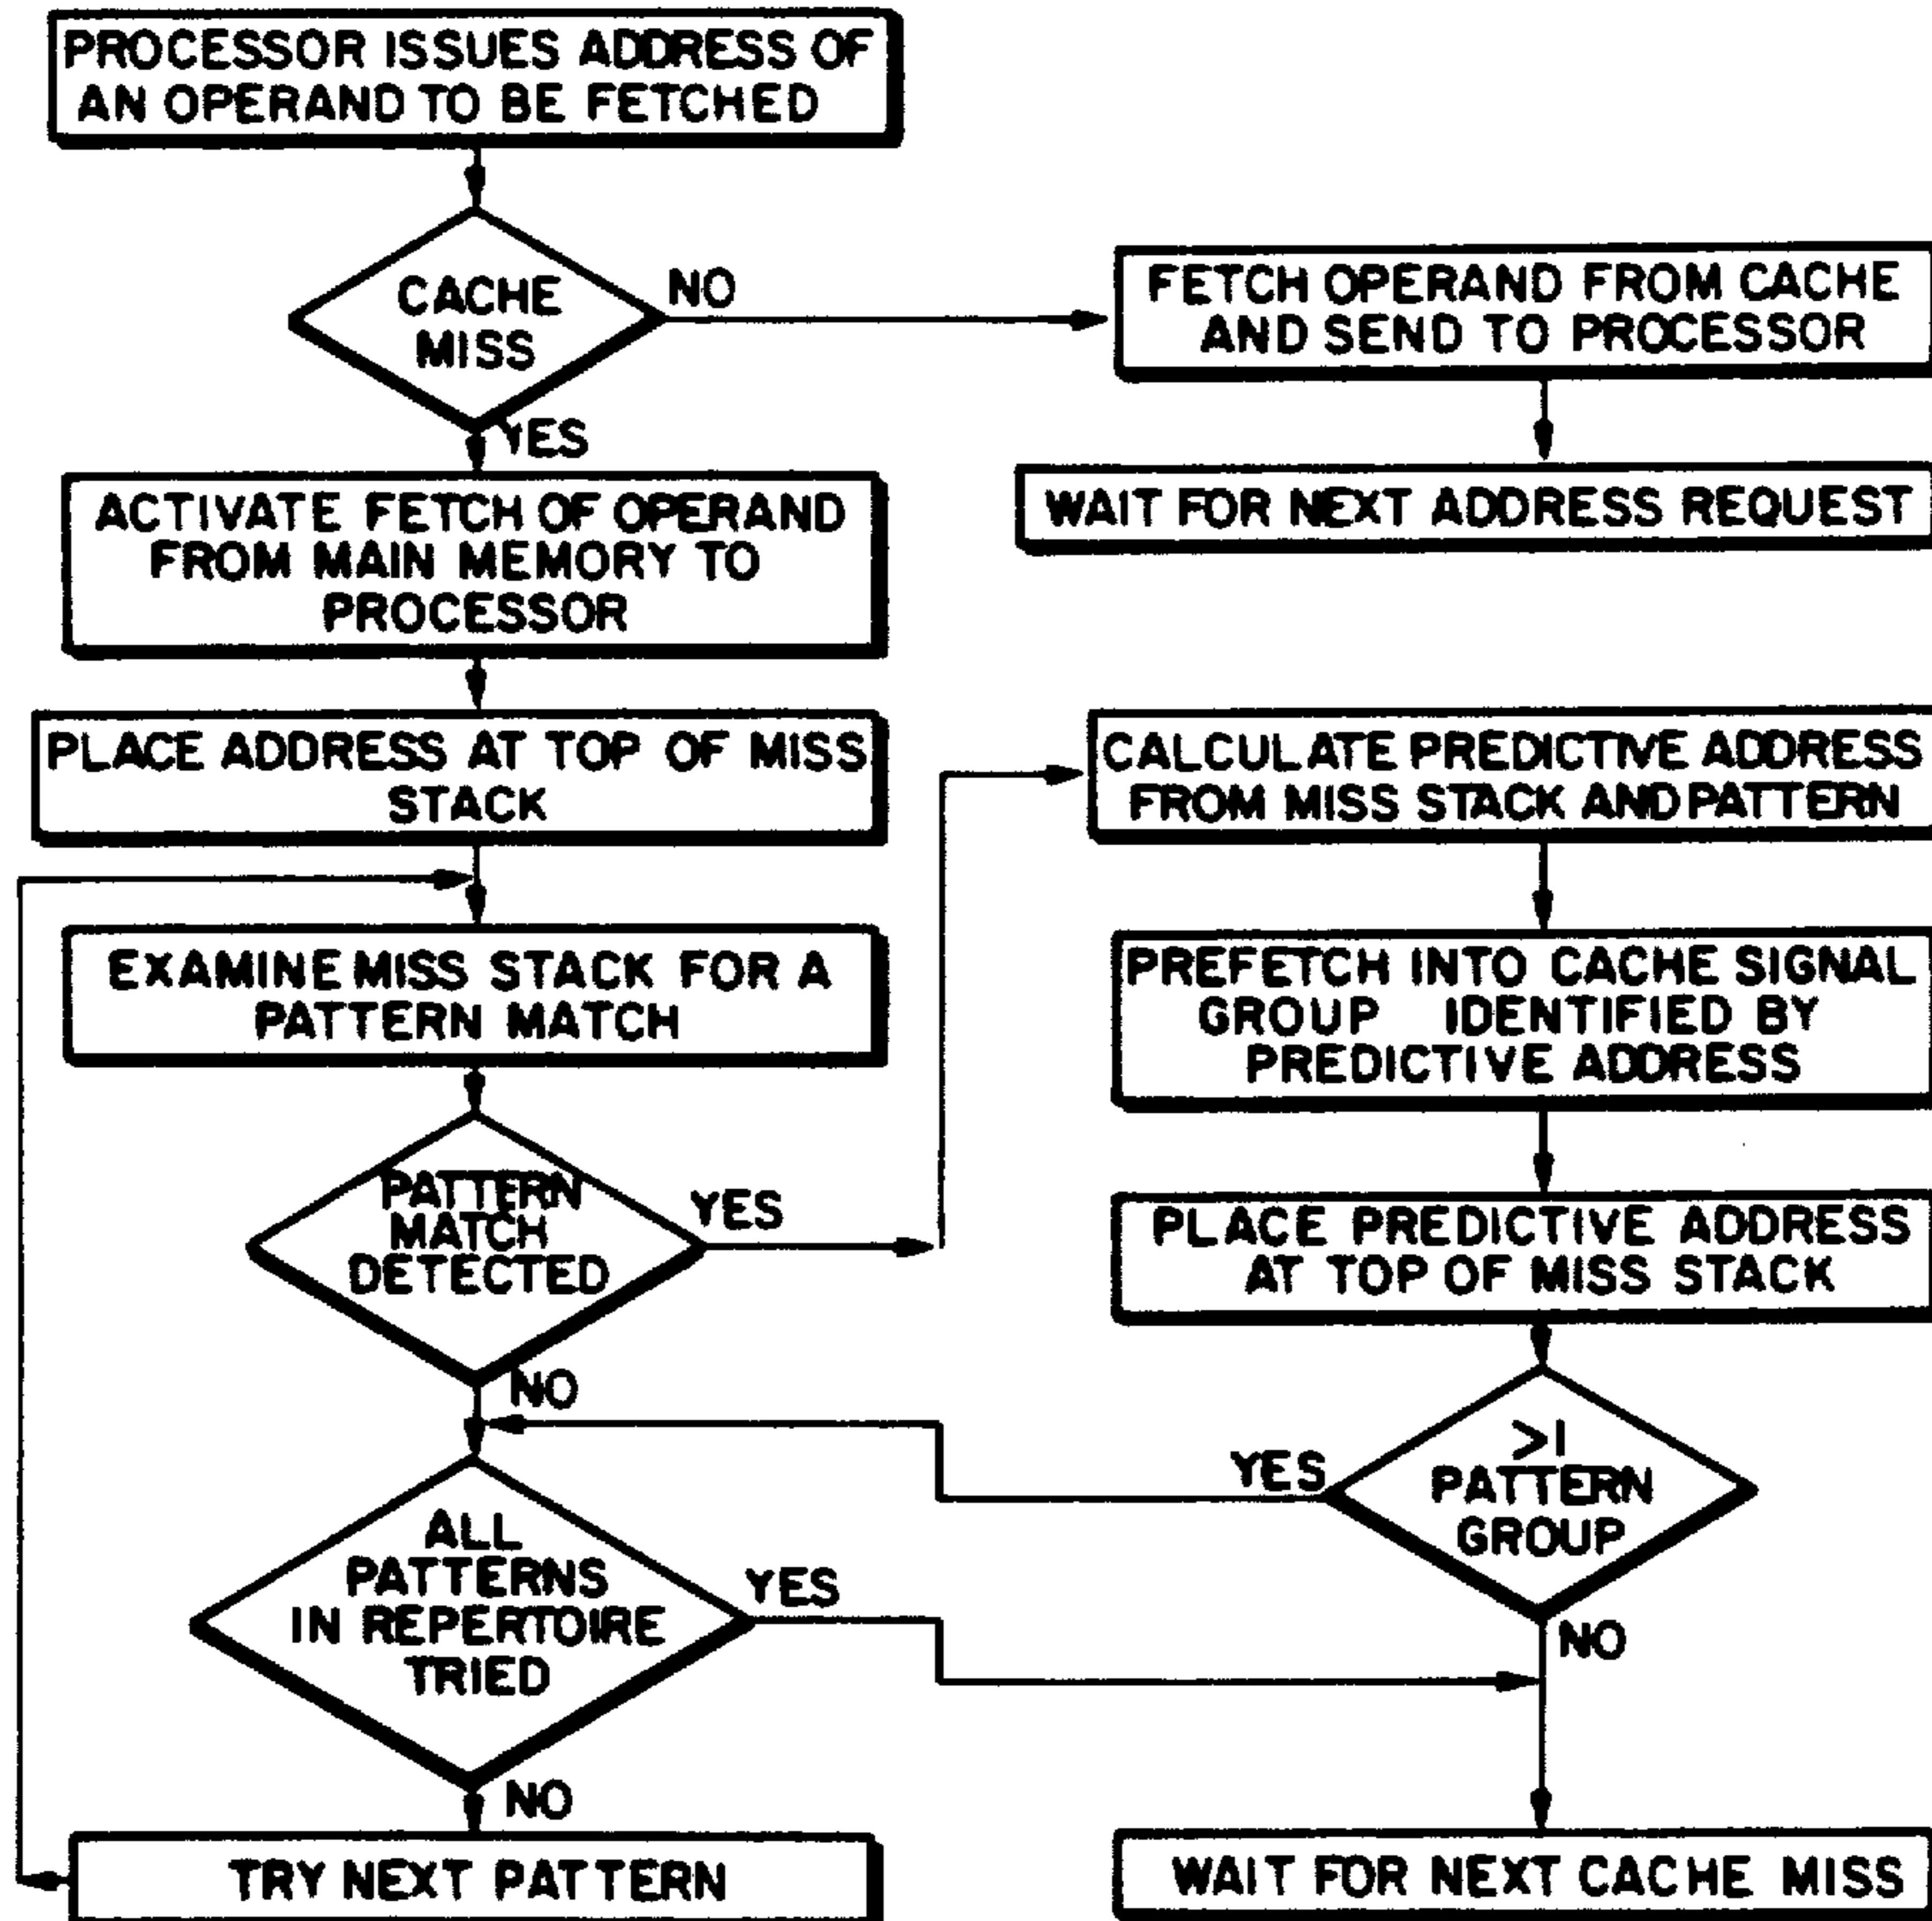 PROCESSOR ISSUES ADDRESS OF
AN OPERAND TO BE FETCHED
CACHE
MISS
NO
FETCH OPERAND FROM CACHE
AND SEND TO PROCESSOR
YES
WAIT FOR NEXT ADDRESS REQUEST
ACTIVATE FETCH OF OPERAND
FROM MAIN MEMORY TO
PROCESSOR
PLACE ADDRESS AT TOP OF MISS
STACK
CALCULATE PREDICTIVE ADDRESS
FROM MISS STACK AND PATTERN
EXAMINE MISS STACK FOR A
PATTERN MATCH
PREFETCH INTO CACHE SIGNAL
GROUP IDENTIFIED BY
PREDICTIVE ADDRESS
PATTERN
MATCH
DETECTED
YES
PLACE PREDICTIVE ADDRESS
AT TOP OF MISS STACK
NO
>1
PATTERN
GROUP
YES
NO
ALL
PATTERNS
IN REPERTOIRE
TRIED
YES
NO
TRY NEXT PATTERN
WAIT FOR NEXT CACHE MISS